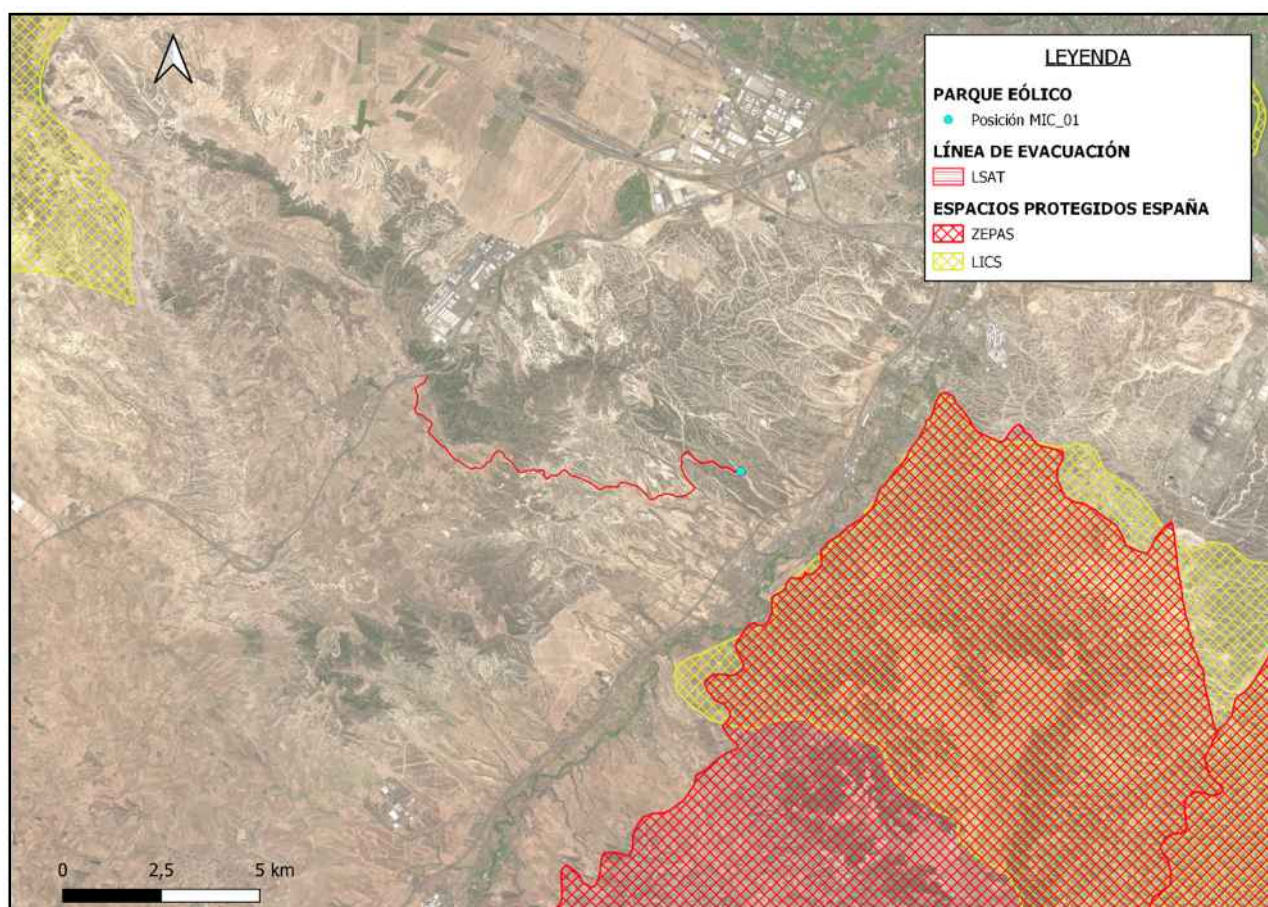 LEYENDA
PARQUE EÓLICO
Posición MIC_01
LÍNEA DE EVACUACIÓN
LSAT
ESPACIOS PROTEGIDOS ESPAÑA
ZEPAS
LICS
0 2,5 5 km